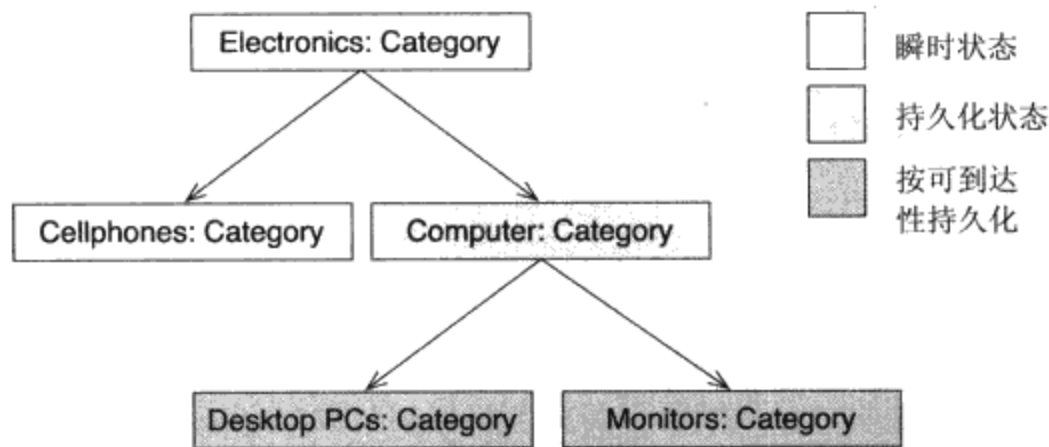 Electronics: Category
瞬时状态
持久化状态
按可到达
性持久化
Cellphones: Category
Computer: Category
Desktop PCs: Category
Monitors: Category